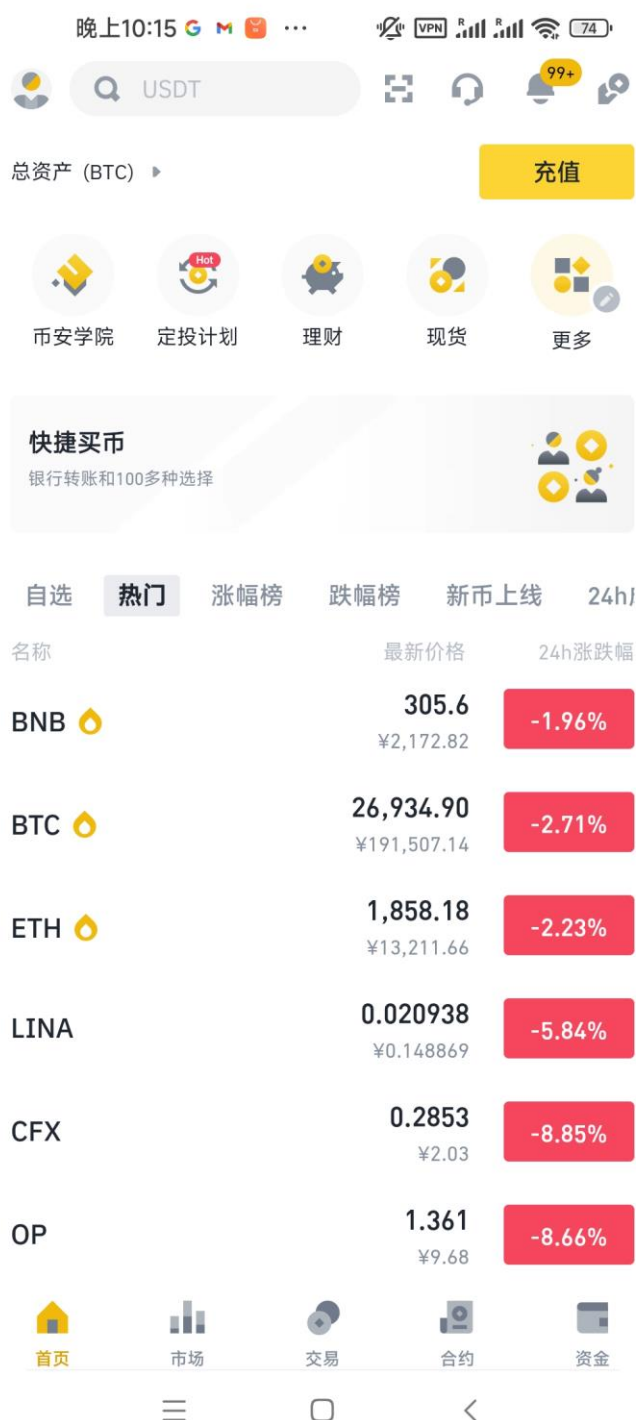 晚上10:15
VPN R R 74
USDT
99+
总资产 (BTC)
充值
Hot
币安学院 定投计划 理财 现货 更多
快捷买币
银行转账和100多种选择
自选 热门 涨幅榜 跌幅榜 新币上线 24h
名称 最新价格 24h涨跌幅
BNB 305.6 -1.96%
¥2,172.82
BTC 26,934.90 -2.71%
¥191,507.14
ETH 1,858.18 -2.23%
¥13,211.66
LINA 0.020938 -5.84%
¥0.148869
CFX 0.2853 -8.85%
¥2.03
OP 1.361 -8.66%
¥9.68
首页 市场 交易 合约 资金